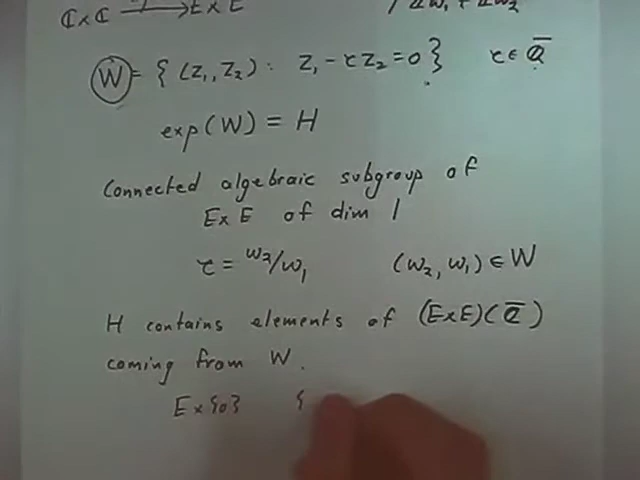 ℂ×ℂ ⟶ E×E
W = { (z₁, z₂) : z₁ - τz₂ = 0 } τ ∈ Q̅
exp(W) = H
Connected algebraic subgroup of
E×E of dim 1
τ = ω₂/ω₁ (ω₂, ω₁) ∈ W
H contains elements of (E×E)(Q̅)
coming from W.
E×{0} {